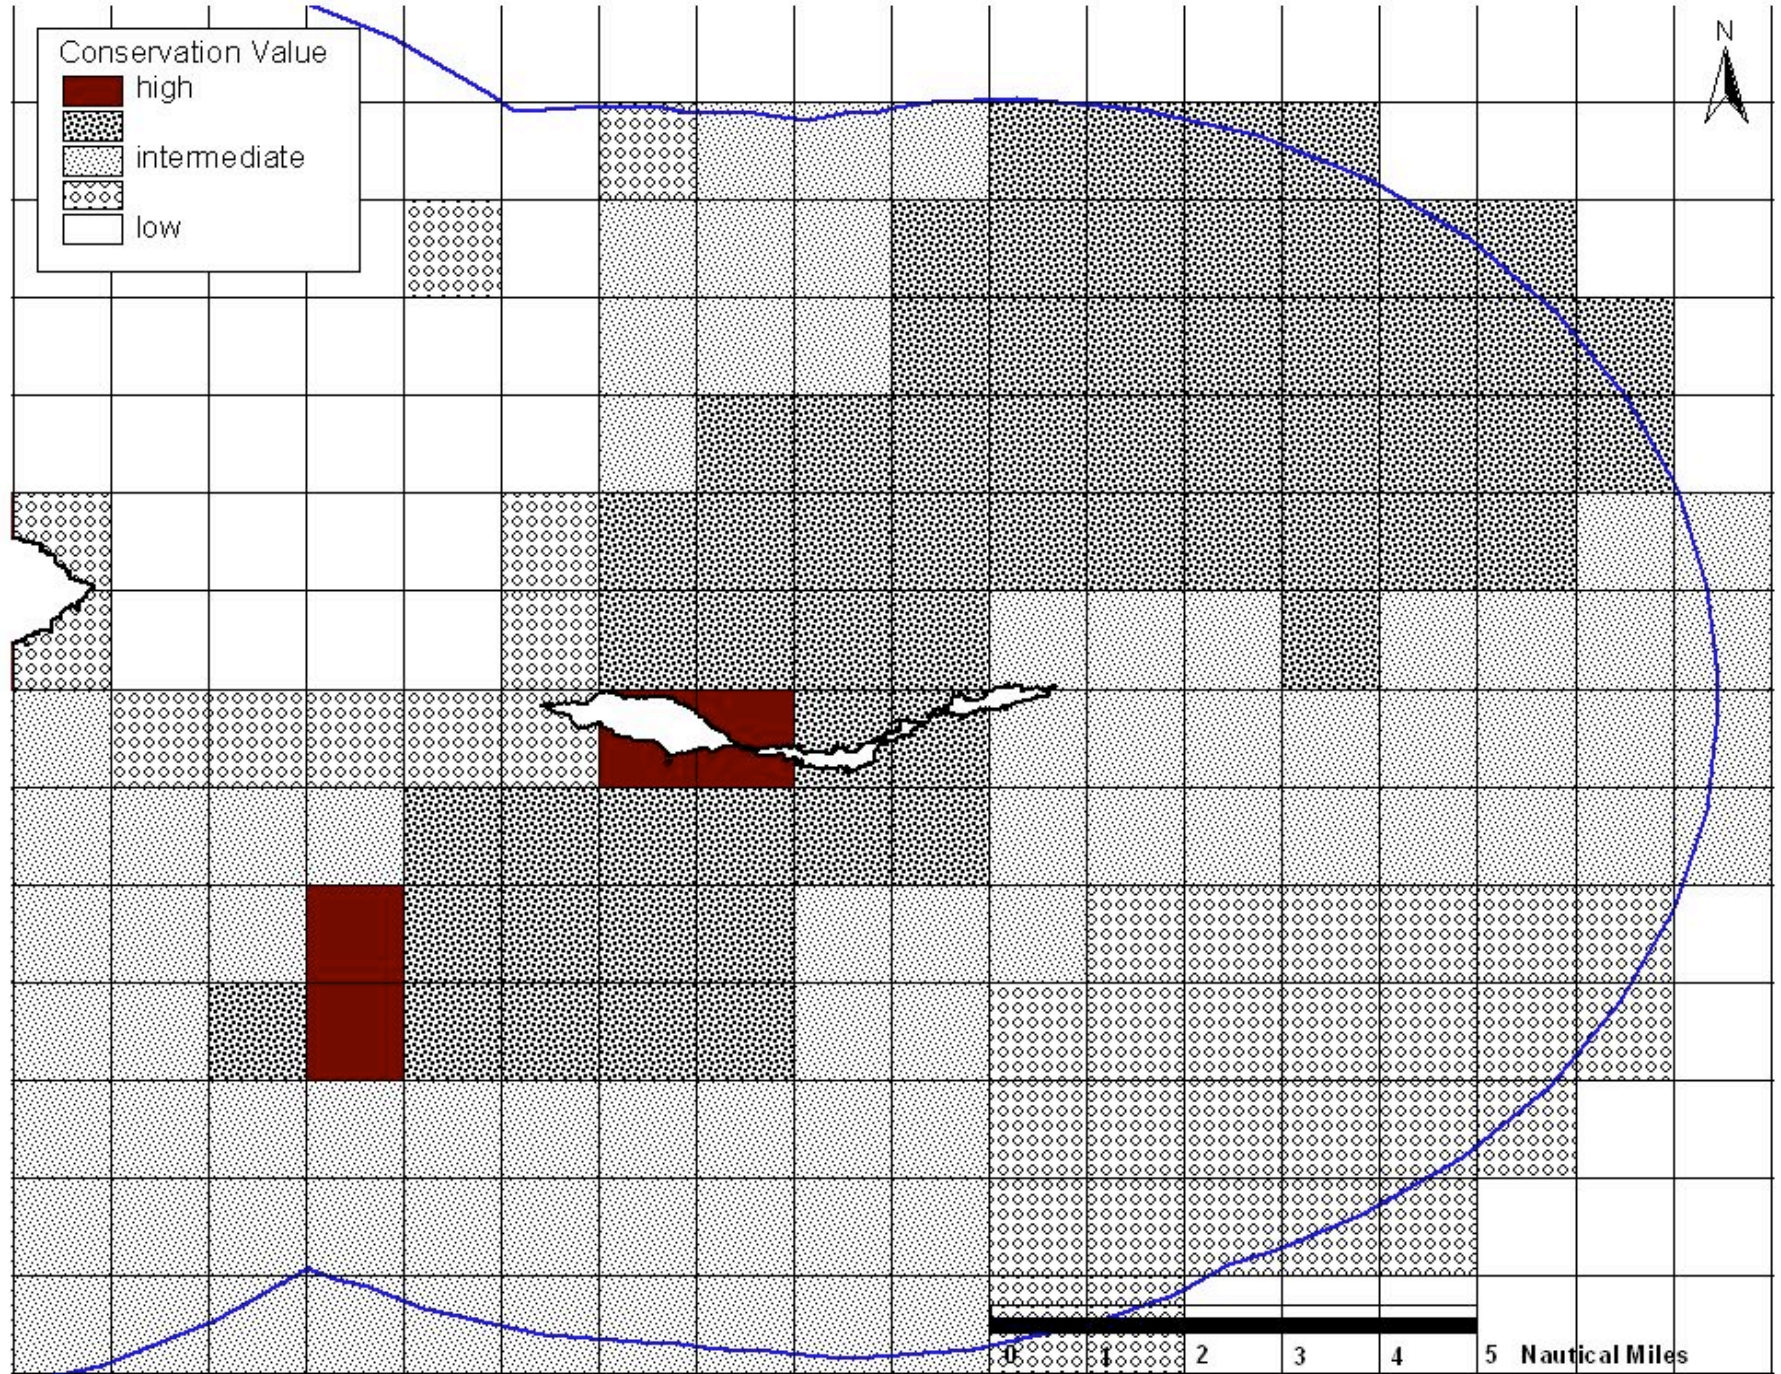 Conservation Value
high
intermediate
low
N
0 1 2 3 4 5 Nautical Miles